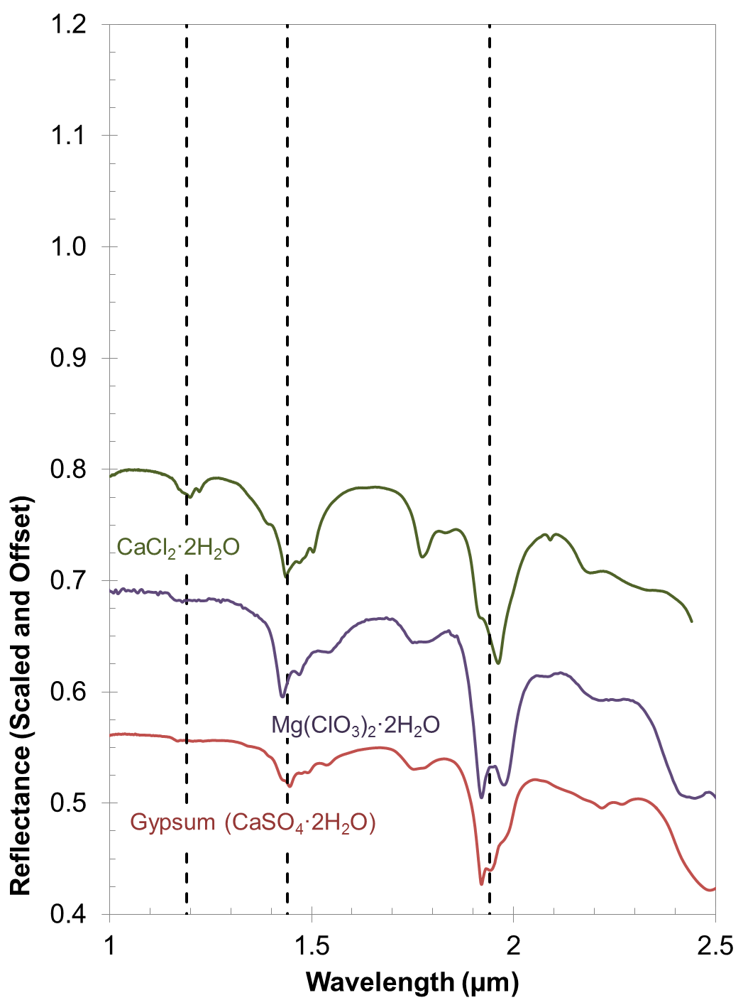 1.2
1.1
1.0
0.9
0.8
0.7
0.6
0.5
0.4
Reflectance (Scaled and Offset)
CaCl₂·2H₂O
Mg(ClO₃)₂·2H₂O
Gypsum (CaSO₄·2H₂O)
1 1.5 2 2.5
Wavelength (µm)